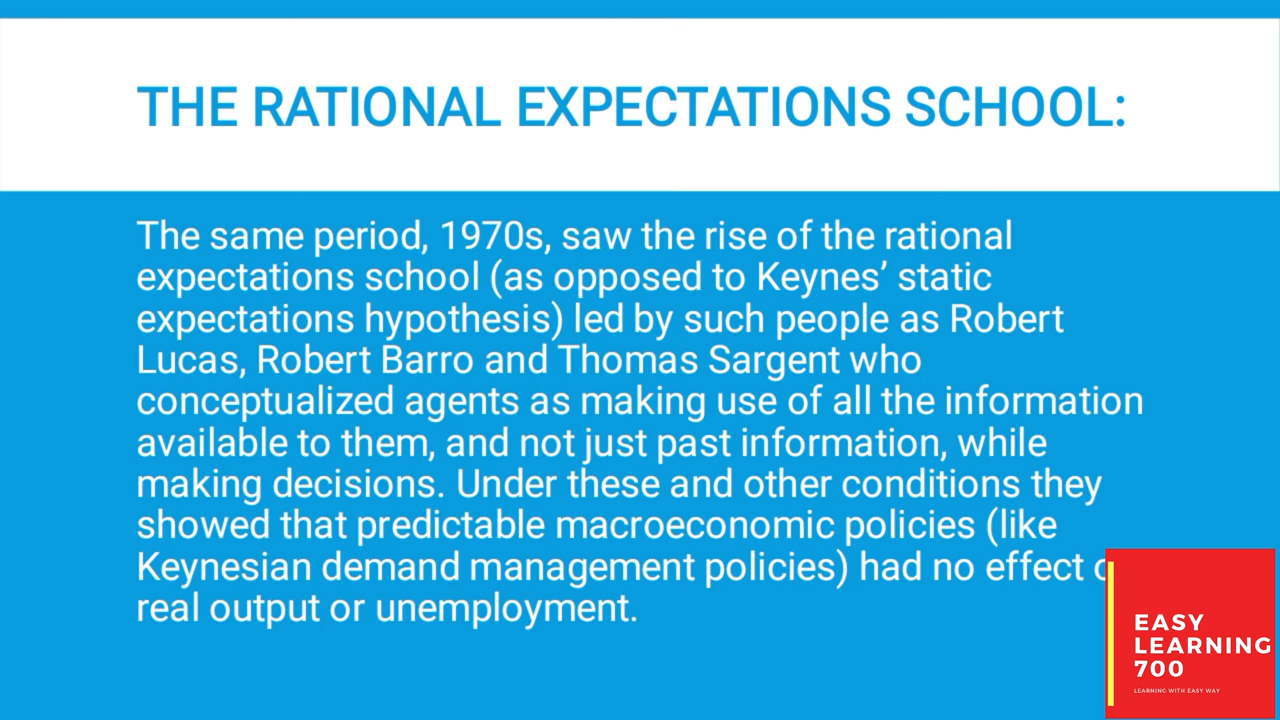 THE RATIONAL EXPECTATIONS SCHOOL:
The same period, 1970s, saw the rise of the rational
expectations school (as opposed to Keynes’ static
expectations hypothesis) led by such people as Robert
Lucas, Robert Barro and Thomas Sargent who
conceptualized agents as making use of all the information
available to them, and not just past information, while
making decisions. Under these and other conditions they
showed that predictable macroeconomic policies (like
Keynesian demand management policies) had no effect
real output or unemployment.
EASY
LEARNING
700
LEARNING WITH EASY WAY